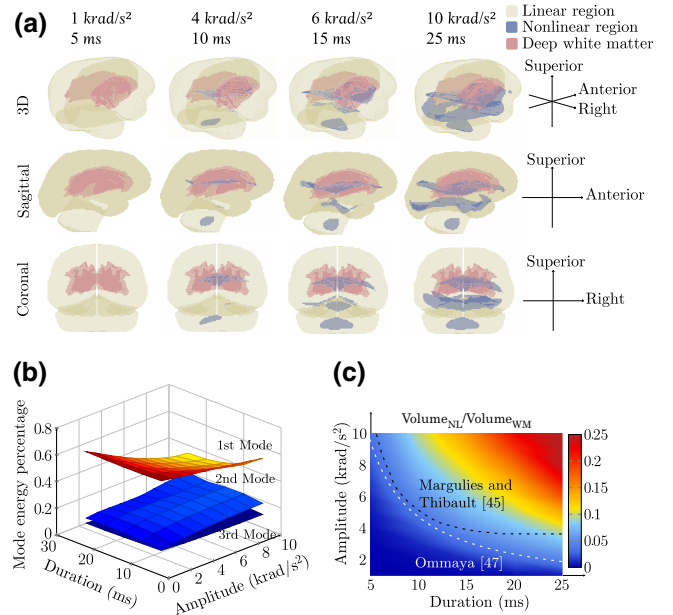 (a)
1 krad/s² 4 krad/s² 6 krad/s² 10 krad/s²
5 ms 10 ms 15 ms 25 ms
Linear region
Nonlinear region
Deep white matter
3D
Superior
Anterior
Right
Sagittal
Superior
Anterior
Coronal
Superior
Right
(b)
Mode energy percentage
0.8
0.6
0.4
0.2
0
30
20
10
0
Duration (ms)
0 2 4 6 8 10
Amplitude (krad/s²)
1st Mode
2nd Mode
3rd Mode
(c)
Volume_NL/Volume_WM
Amplitude (krad/s²)
10
8
6
4
2
5 10 15 20 25
Duration (ms)
Margulies and
Thibault [45]
Ommaya [47]
0.25
0.2
0.15
0.1
0.05
0